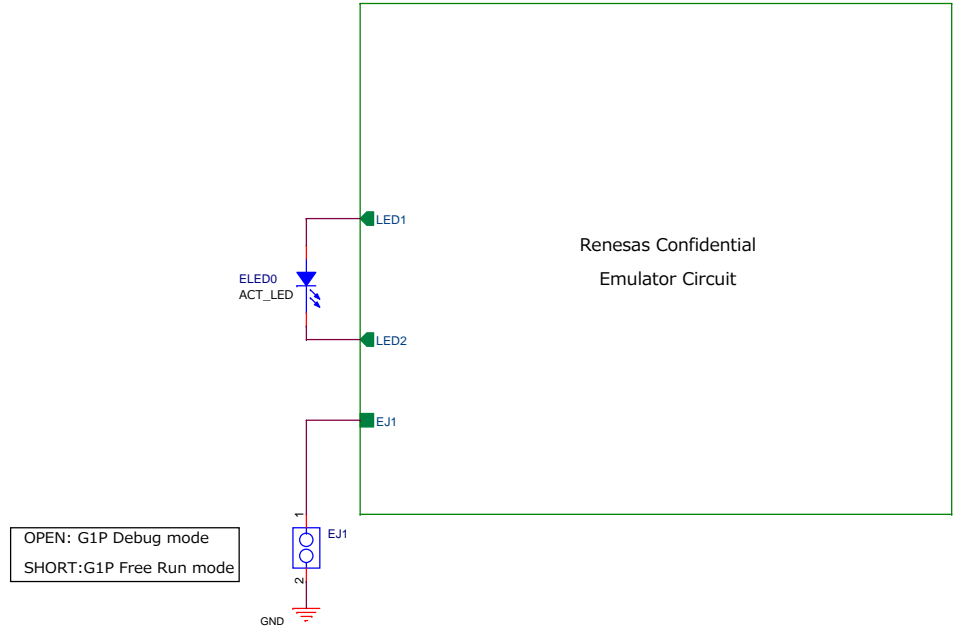 LED1
Renesas Confidential
Emulator Circuit
ELED0
ACT_LED
LED2
EJ1
1
EJ1
OPEN: G1P Debug mode
SHORT:G1P Free Run mode
2
GND